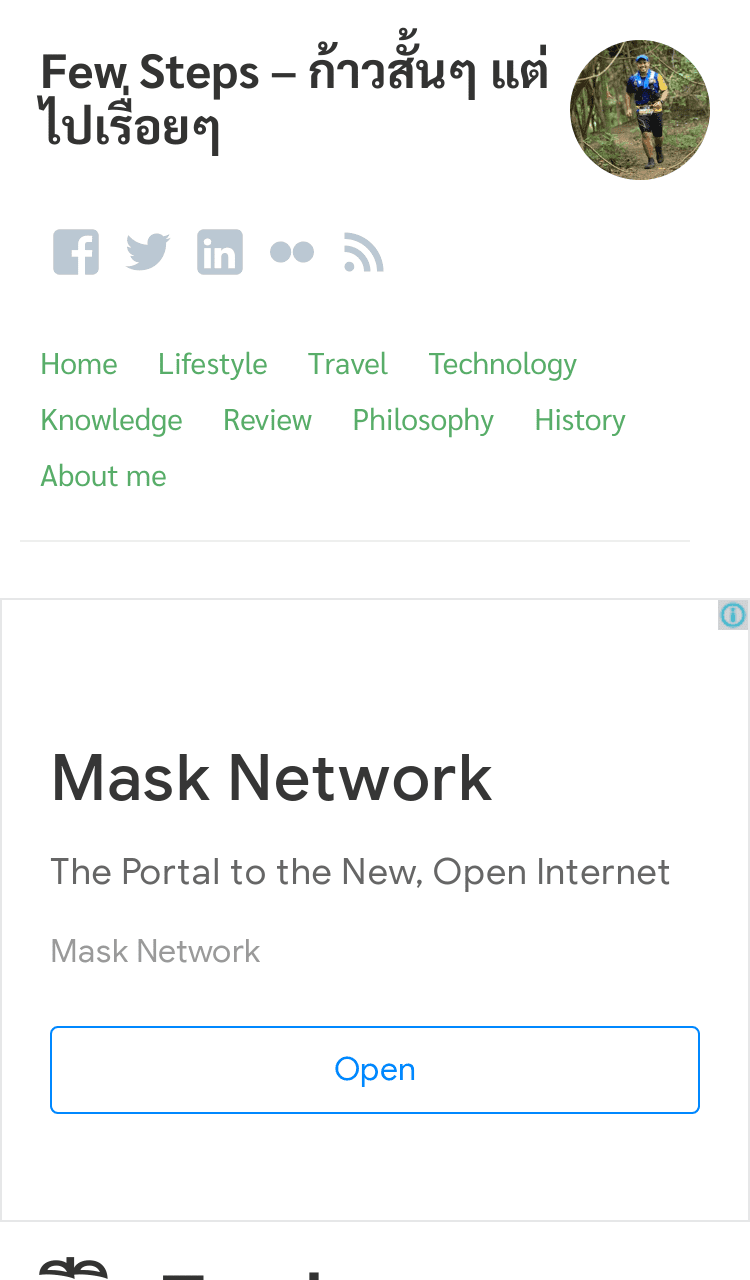 Few Steps – ก้าวสั้นๆ แต่
ไปเรื่อยๆ
Home Lifestyle Travel Technology
Knowledge Review Philosophy History
About me
Mask Network
The Portal to the New, Open Internet
Mask Network
Open